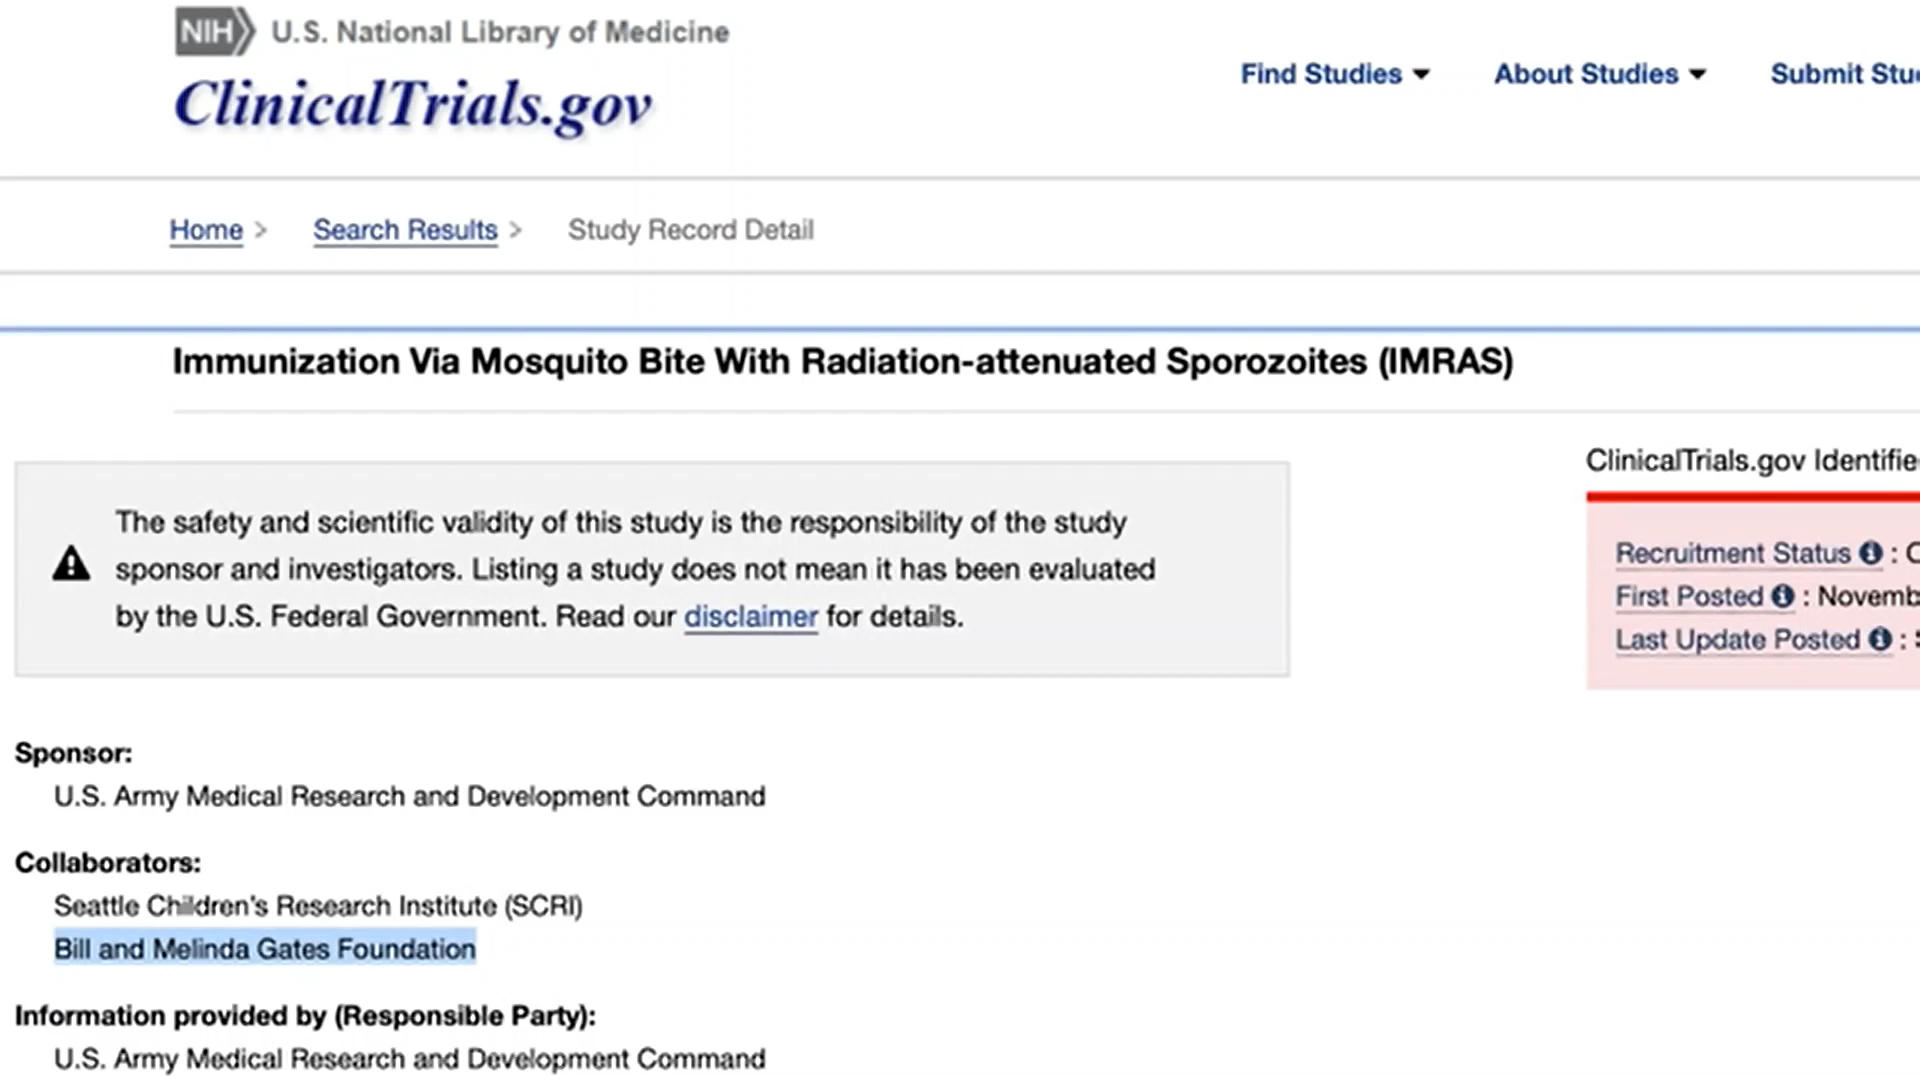 NIH U.S. National Library of Medicine
ClinicalTrials.gov
Find Studies About Studies Submit
Home > Search Results > Study Record Detail
Immunization Via Mosquito Bite With Radiation-attenuated Sporozoites (IMRAS)
The safety and scientific validity of this study is the responsibility of the study
sponsor and investigators. Listing a study does not mean it has been evaluated
by the U.S. Federal Government. Read our disclaimer for details.
ClinicalTrials.gov
Recruitment Status :
First Posted :
Last Update Posted :
Sponsor:
U.S. Army Medical Research and Development Command
Collaborators:
Seattle Children's Research Institute (SCRI)
Bill and Melinda Gates Foundation
Information provided by (Responsible Party):
U.S. Army Medical Research and Development Command